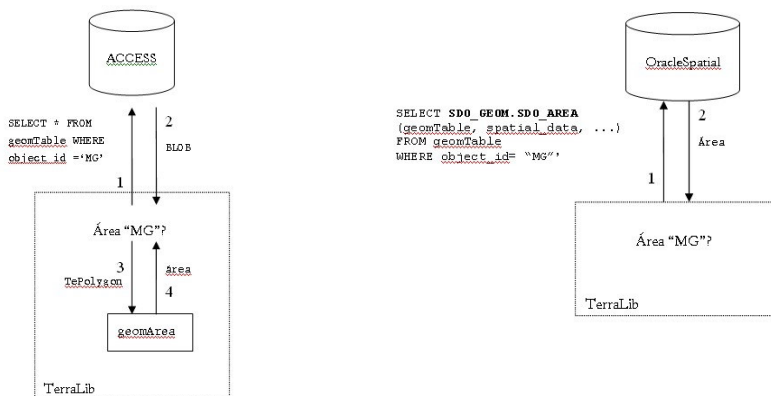 ACCESS
SELECT * FROM
geomTable WHERE
object_id ='MG'
2
BLOB
1
Área “MG”?
3
TePolygon
área
4
geomArea
TerraLib
OracleSpatial
SELECT SDO_GEOM.SDO_AREA
(geomTable, spatial_data, ...)
FROM geomTable
WHERE object_id= “MG”'
2
Área
1
Área “MG”?
TerraLib